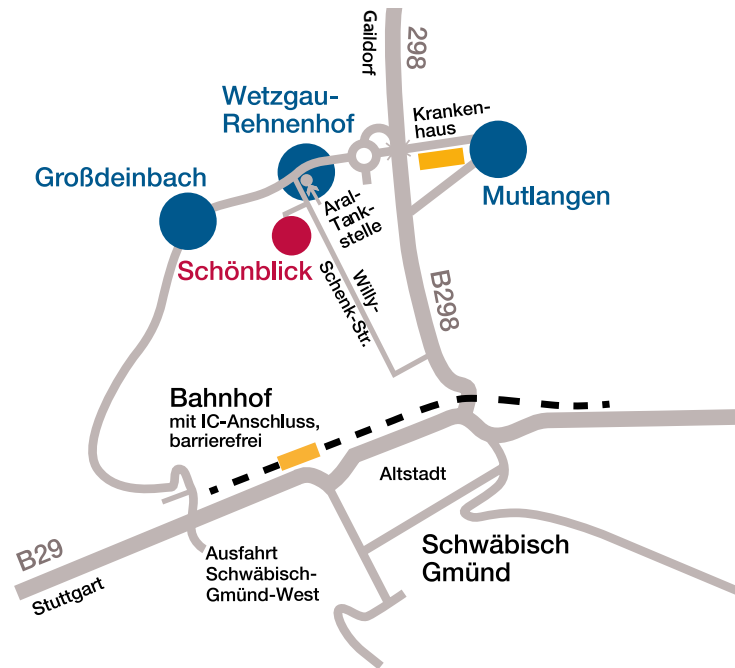 Gaildorf
298
Wetzgau-
Rehnenhof
Kranken-
haus
Großdeinbach
Mutlangen
Aral-
Tank-
stelle
Schönblick
Willy-
Schenk-Str.
B298
Bahnhof
mit IC-Anschluss,
barrierefrei
Altstadt
Schwäbisch
Gmünd
B29
Stuttgart
Ausfahrt
Schwäbisch-
Gmünd-West